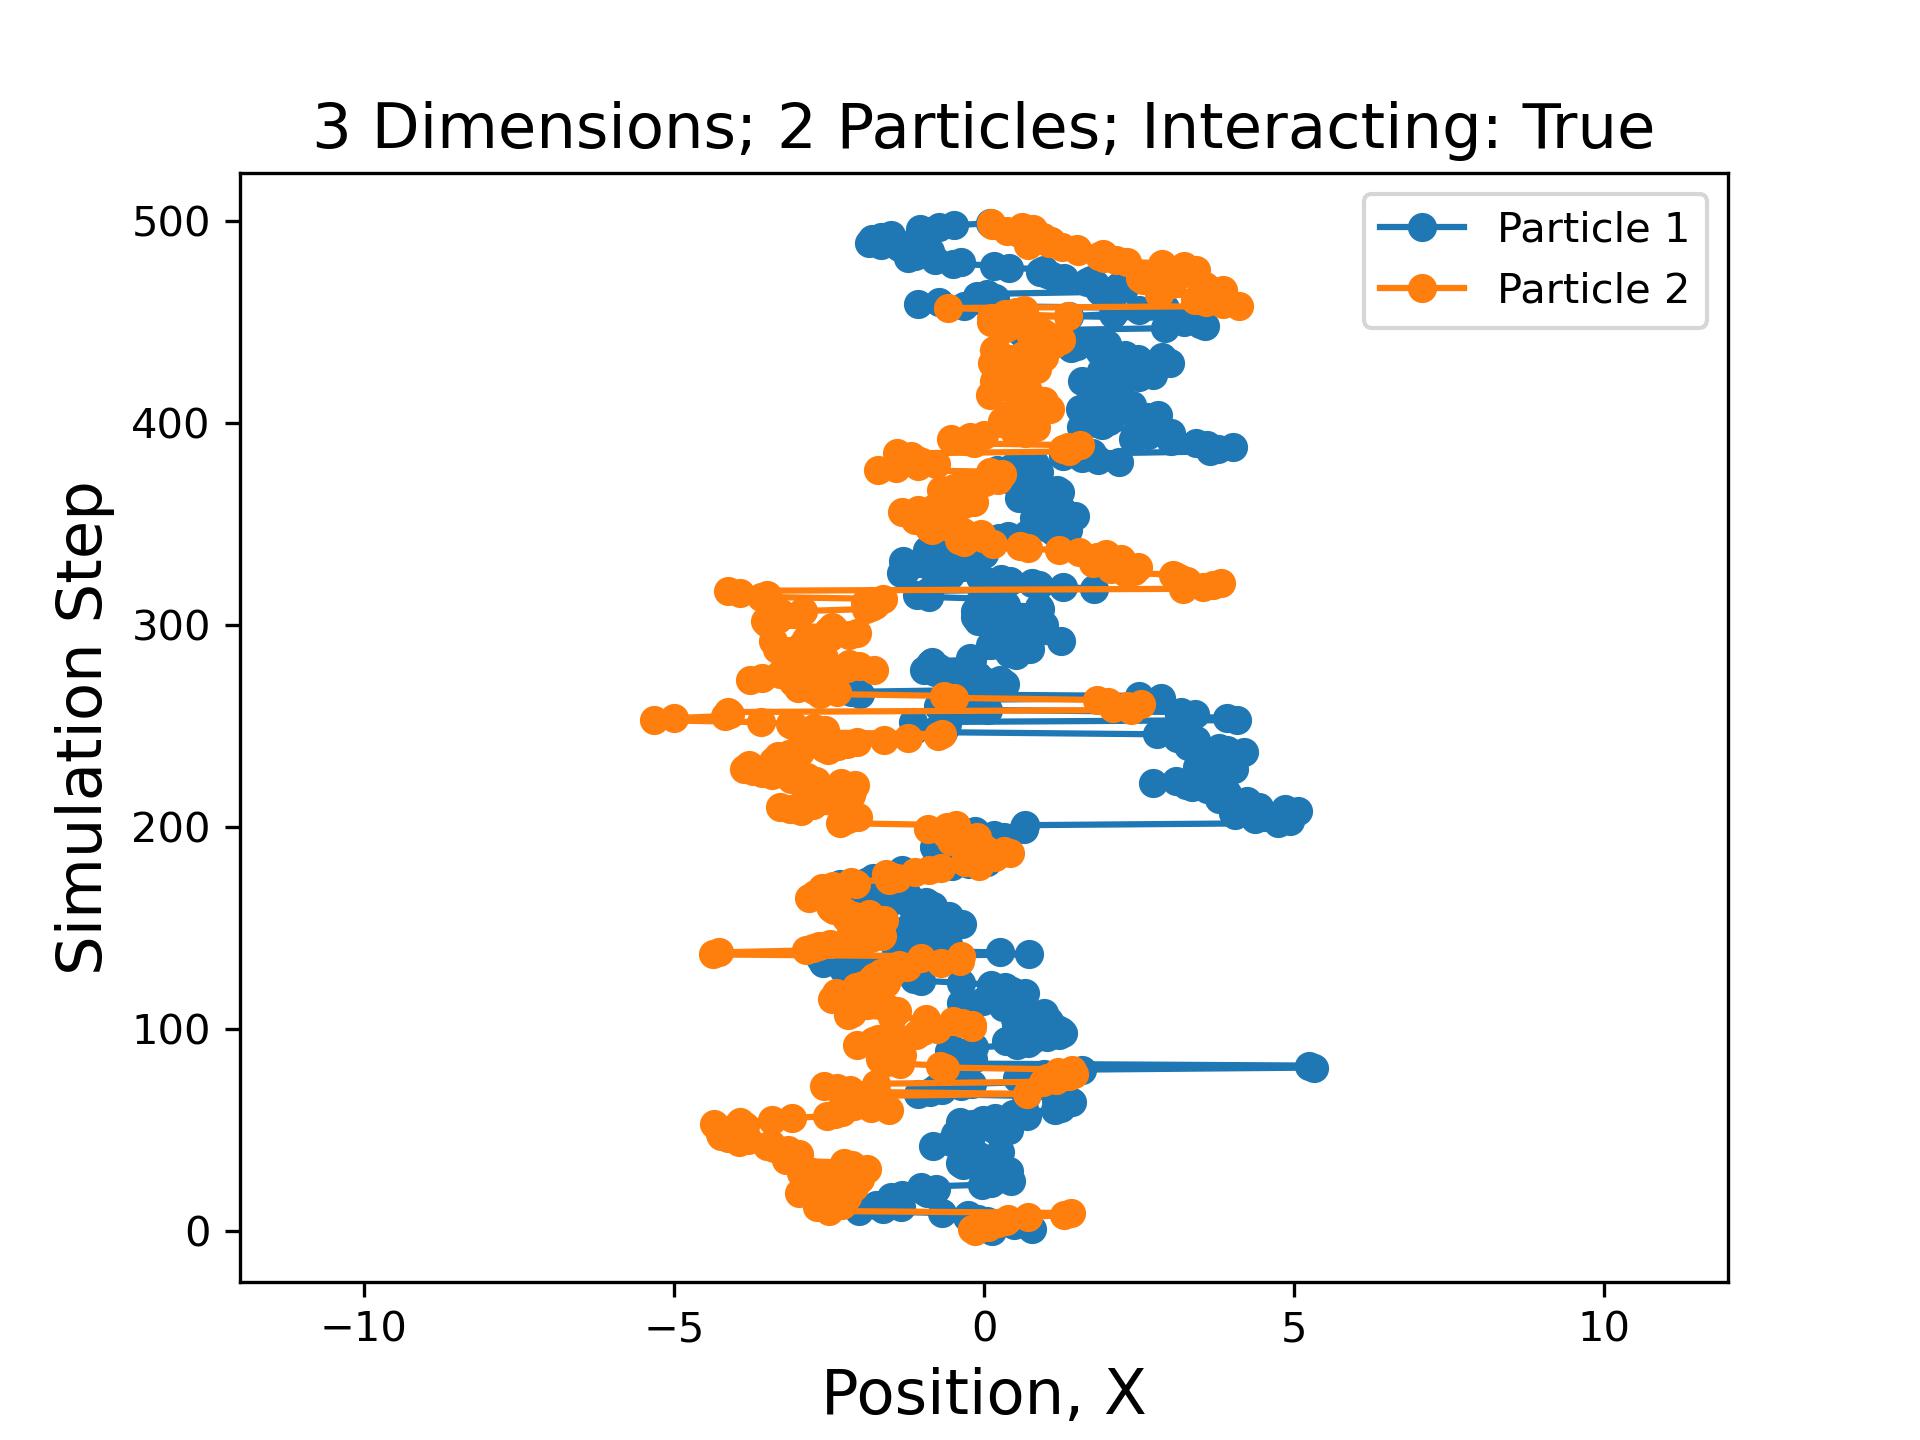 3 Dimensions; 2 Particles; Interacting: True
Particle 1
Particle 2
500
400
300
200
100
0
Simulation Step
−10
−5
0
5
10
Position, X